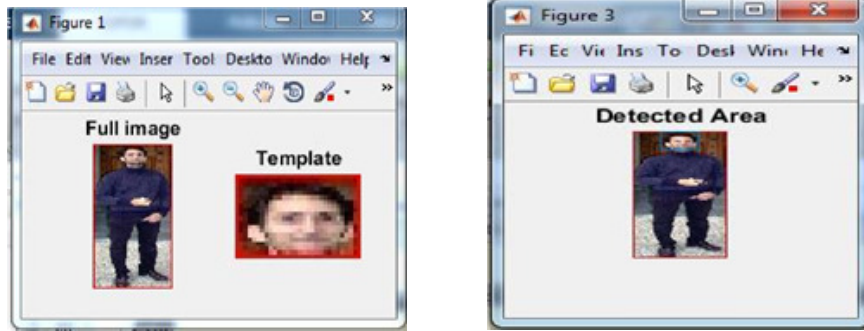 Figure 1
File Edit View Inser Tool Deskto Windo Help
Full image
Template
Figure 3
Fi Ec Vie Ins To Desl Wini He
Detected Area